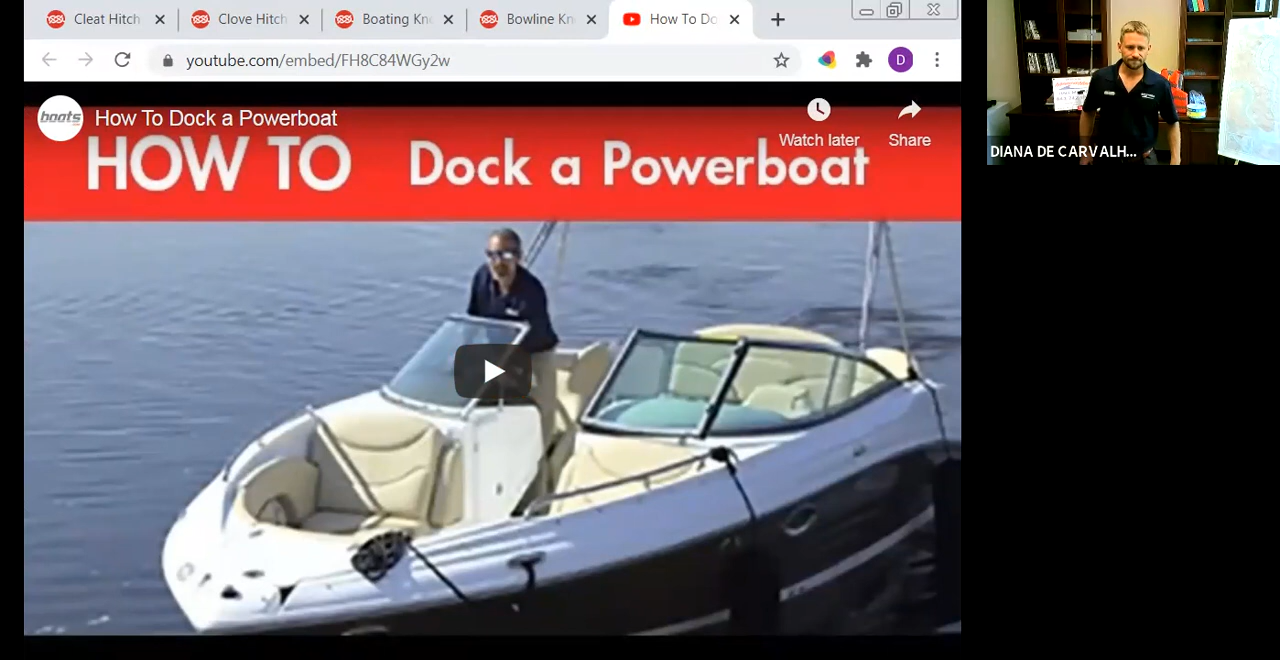 Cleat Hitch
Clove Hitch
Boating Kn
Bowline Kn
How To Do
youtube.com/embed/FH8C84WGy2w
D
boats
How To Dock a Powerboat
Watch later
Share
HOW TO Dock a Powerboat
DIANA DE CARVALH...